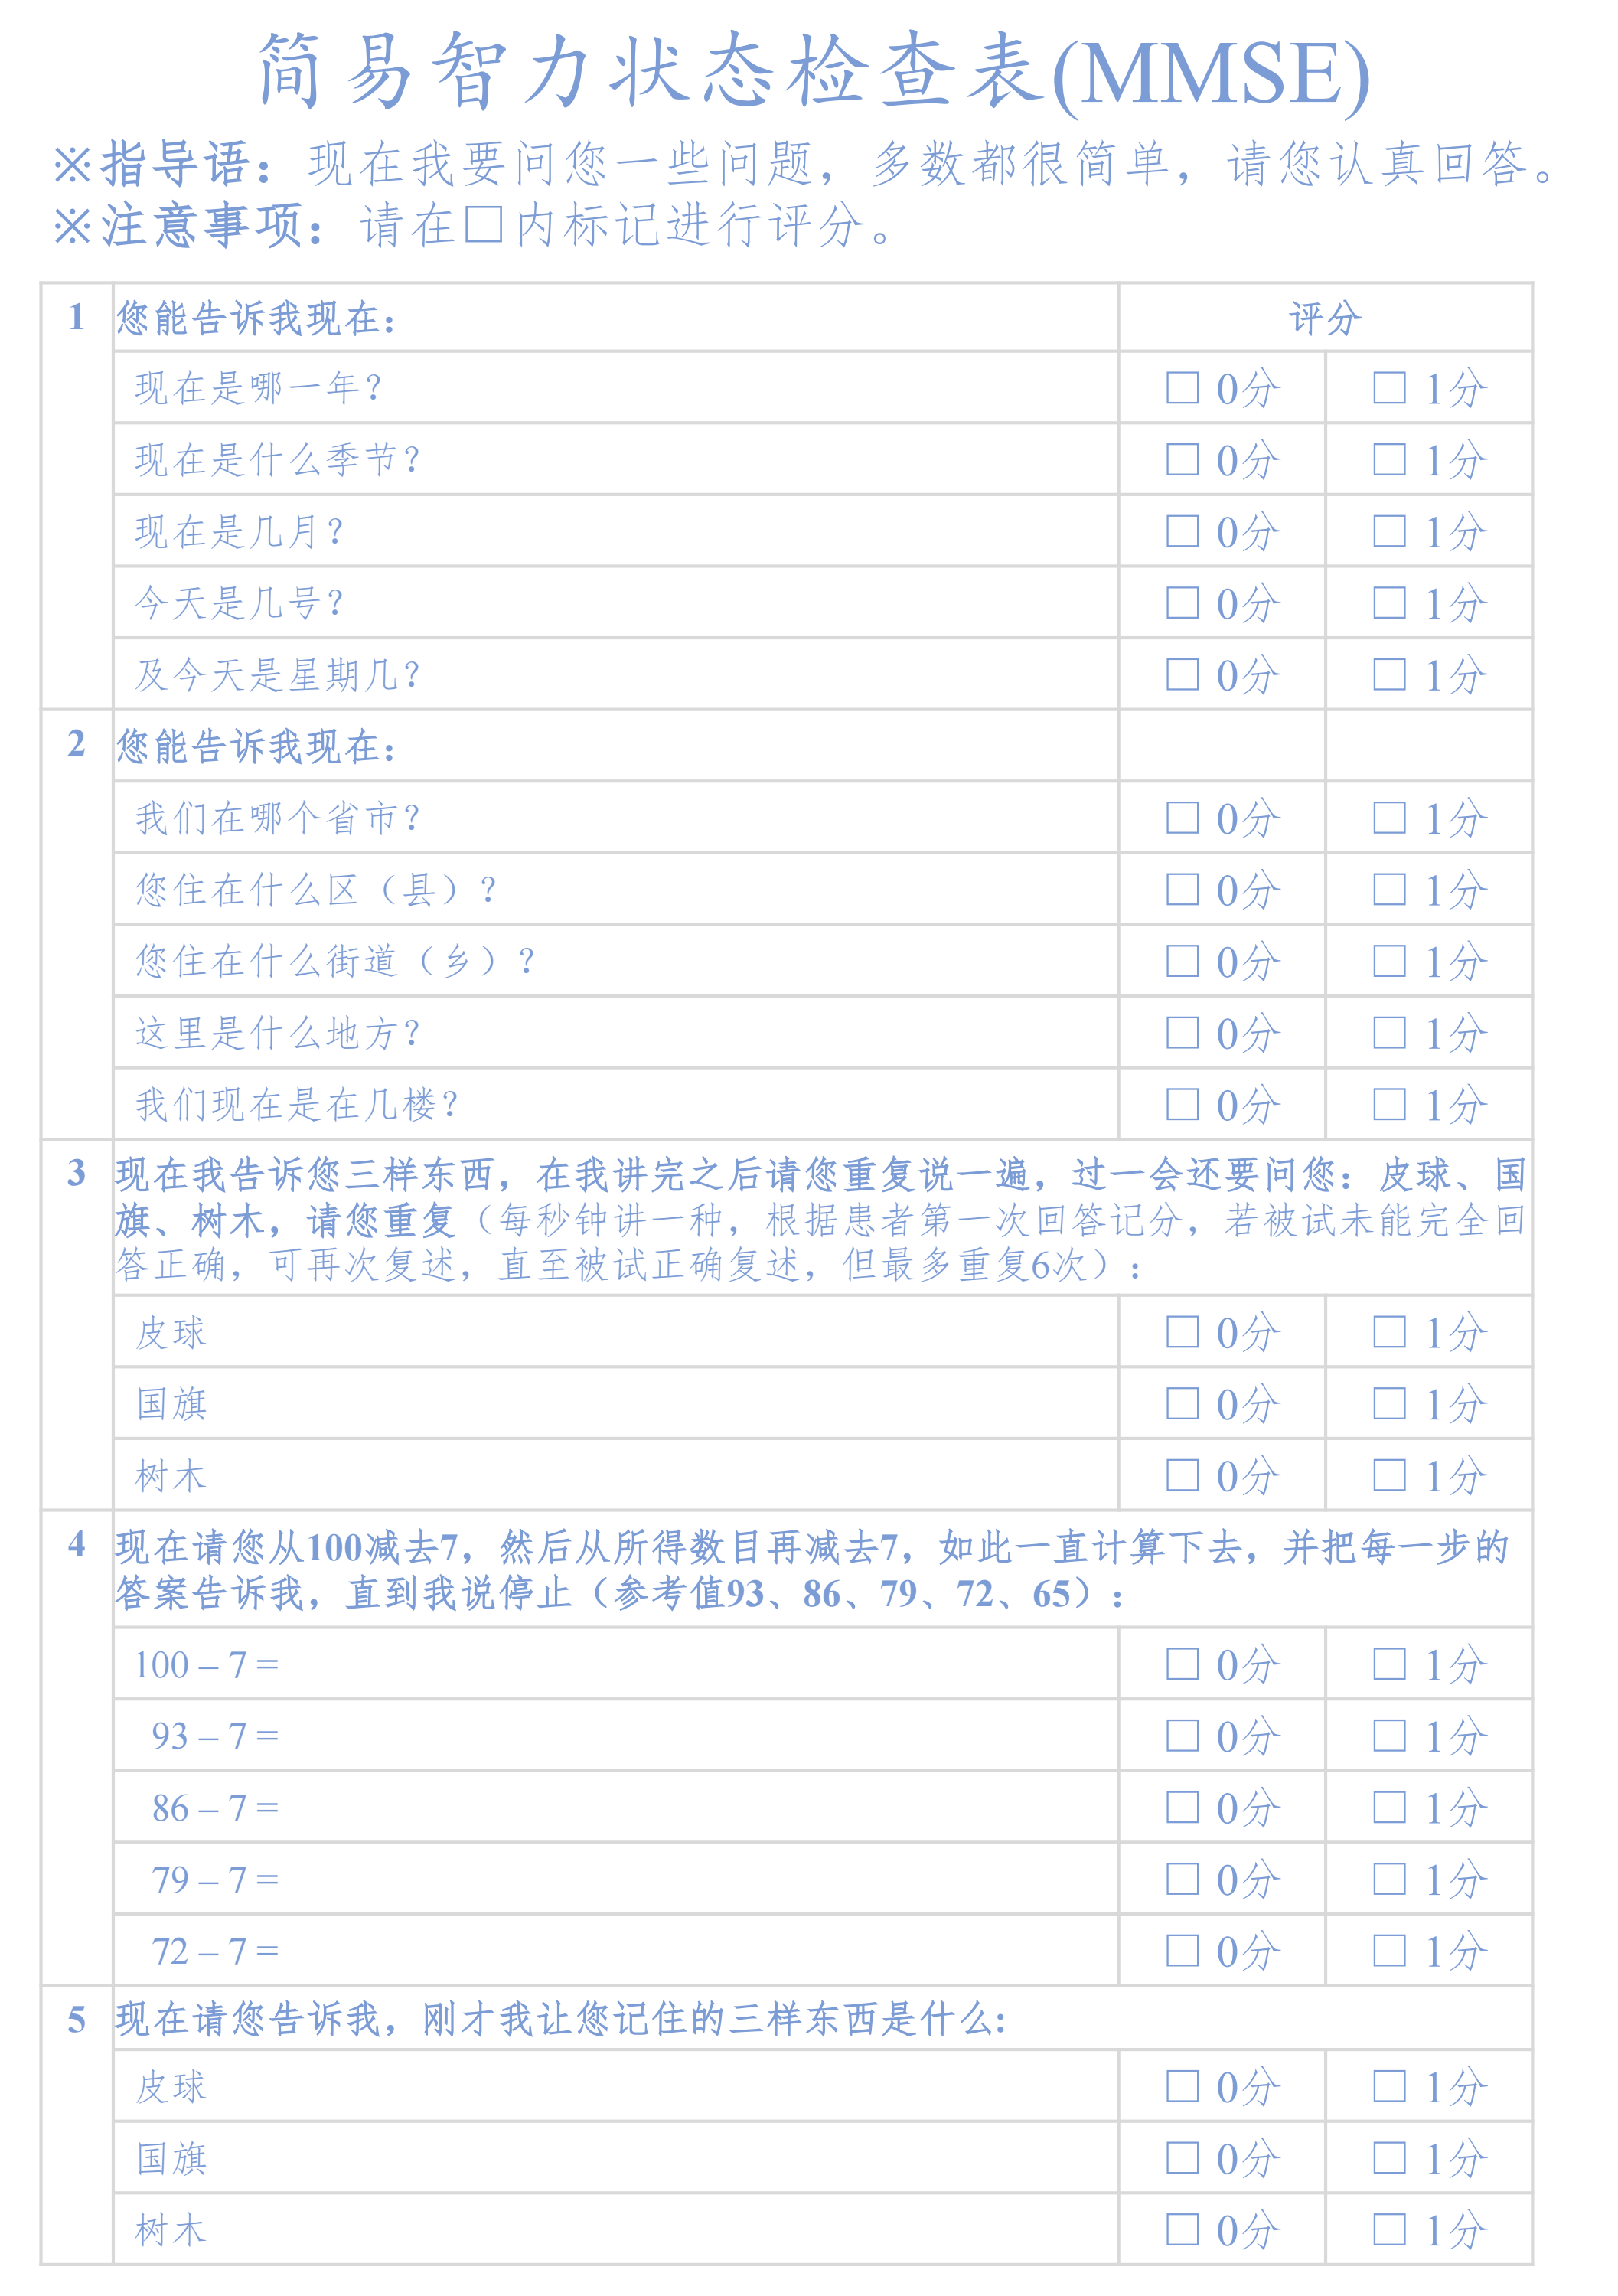 简易智力状态检查表(MMSE)
※指导语：现在我要问您一些问题，多数都很简单，请您认真回答。
※注意事项：请在□内标记进行评分。
1 您能告诉我现在： 评分
现在是哪一年？ □ 0分 □ 1分
现在是什么季节？ □ 0分 □ 1分
现在是几月？ □ 0分 □ 1分
今天是几号？ □ 0分 □ 1分
及今天是星期几？ □ 0分 □ 1分
2 您能告诉我现在：
我们在哪个省市？ □ 0分 □ 1分
您住在什么区（县）？ □ 0分 □ 1分
您住在什么街道（乡）？ □ 0分 □ 1分
这里是什么地方？ □ 0分 □ 1分
我们现在是在几楼？ □ 0分 □ 1分
3 现在我告诉您三样东西，在我讲完之后请您重复说一遍，过一会还要问您：皮球、国
旗、树木，请您重复（每秒钟讲一种，根据患者第一次回答记分，若被试未能完全回
答正确，可再次复述，直至被试正确复述，但最多重复6次）：
皮球 □ 0分 □ 1分
国旗 □ 0分 □ 1分
树木 □ 0分 □ 1分
4 现在请您从100减去7，然后从所得数目再减去7，如此一直计算下去，并把每一步的
答案告诉我，直到我说停止（参考值93、86、79、72、65）：
100 – 7 = □ 0分 □ 1分
93 – 7 = □ 0分 □ 1分
86 – 7 = □ 0分 □ 1分
79 – 7 = □ 0分 □ 1分
72 – 7 = □ 0分 □ 1分
5 现在请您告诉我，刚才我让您记住的三样东西是什么：
皮球 □ 0分 □ 1分
国旗 □ 0分 □ 1分
树木 □ 0分 □ 1分